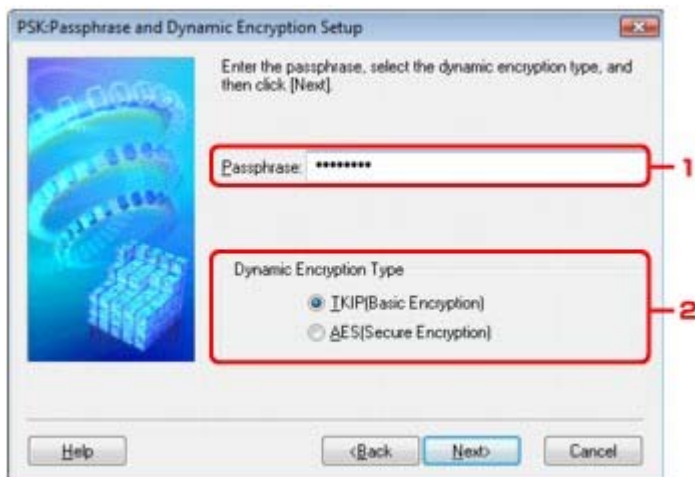 PSK:Passphrase and Dynamic Encryption Setup
Enter the passphrase, select the dynamic encryption type, and
then click [Next].
Passphrase: ••••••••
1
Dynamic Encryption Type
TKIP(Basic Encryption)
AES(Secure Encryption)
2
Help
<Back
Next>
Cancel